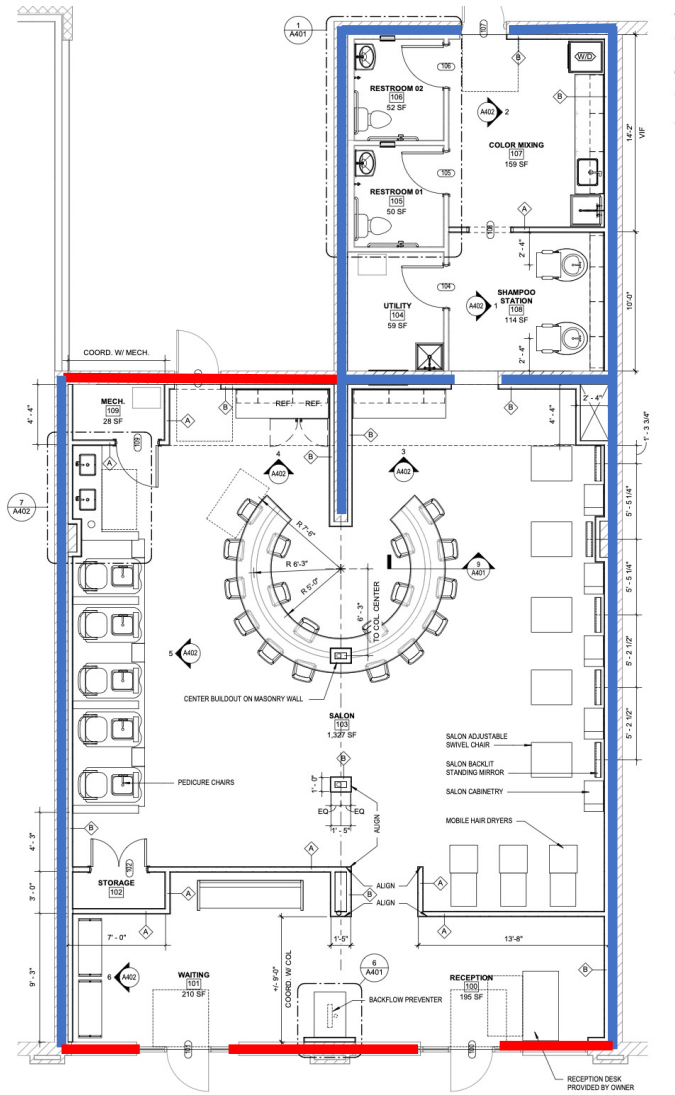 1
A401
107
RESTROOM 02
106
52 SF
106
B
W/D
A402
2
B
COLOR MIXING
107
159 SF
14'-2"
VIF
RESTROOM 01
105
50 SF
105
A
108
2' - 4"
UTILITY
104
59 SF
104
A402
1
SHAMPOO
STATION
108
114 SF
10'-0"
2' - 4"
COORD. W/ MECH.
4' - 4"
MECH.
109
28 SF
109
A
A
B
REF.
REF.
B
B
B
2' - 4"
4' - 4"
1' - 3 3/4"
4
A402
3
A402
7
A402
5' - 5 1/4"
R 7'-6"
R 6'-3"
R 5'-0"
9
A401
6' - 3"
TO COL. CENTER
5' - 5 1/4"
5' - 2 1/2"
5
A402
CENTER BUILDOUT ON MASONRY WALL
SALON
103
1,327 SF
SALON ADJUSTABLE
SWIVEL CHAIR
5' - 2 1/2"
B
SALON BACKLIT
STANDING MIRROR
PEDICURE CHAIRS
1' - 0"
SALON CABINETRY
EQ
EQ
1' - 5"
ALIGN
MOBILE HAIR DRYERS
B
4' - 3"
102
A
STORAGE
102
3' - 0"
A
B
ALIGN
ALIGN
A
A
A
7' - 0"
1'-5"
13'-8"
9' - 3"
6
A402
WAITING
101
210 SF
+/- 9'-0"
COORD. W/ COL
6
A401
BACKFLOW PREVENTER
RECEPTION
100
195 SF
B
101
100
RECEPTION DESK
PROVIDED BY OWNER